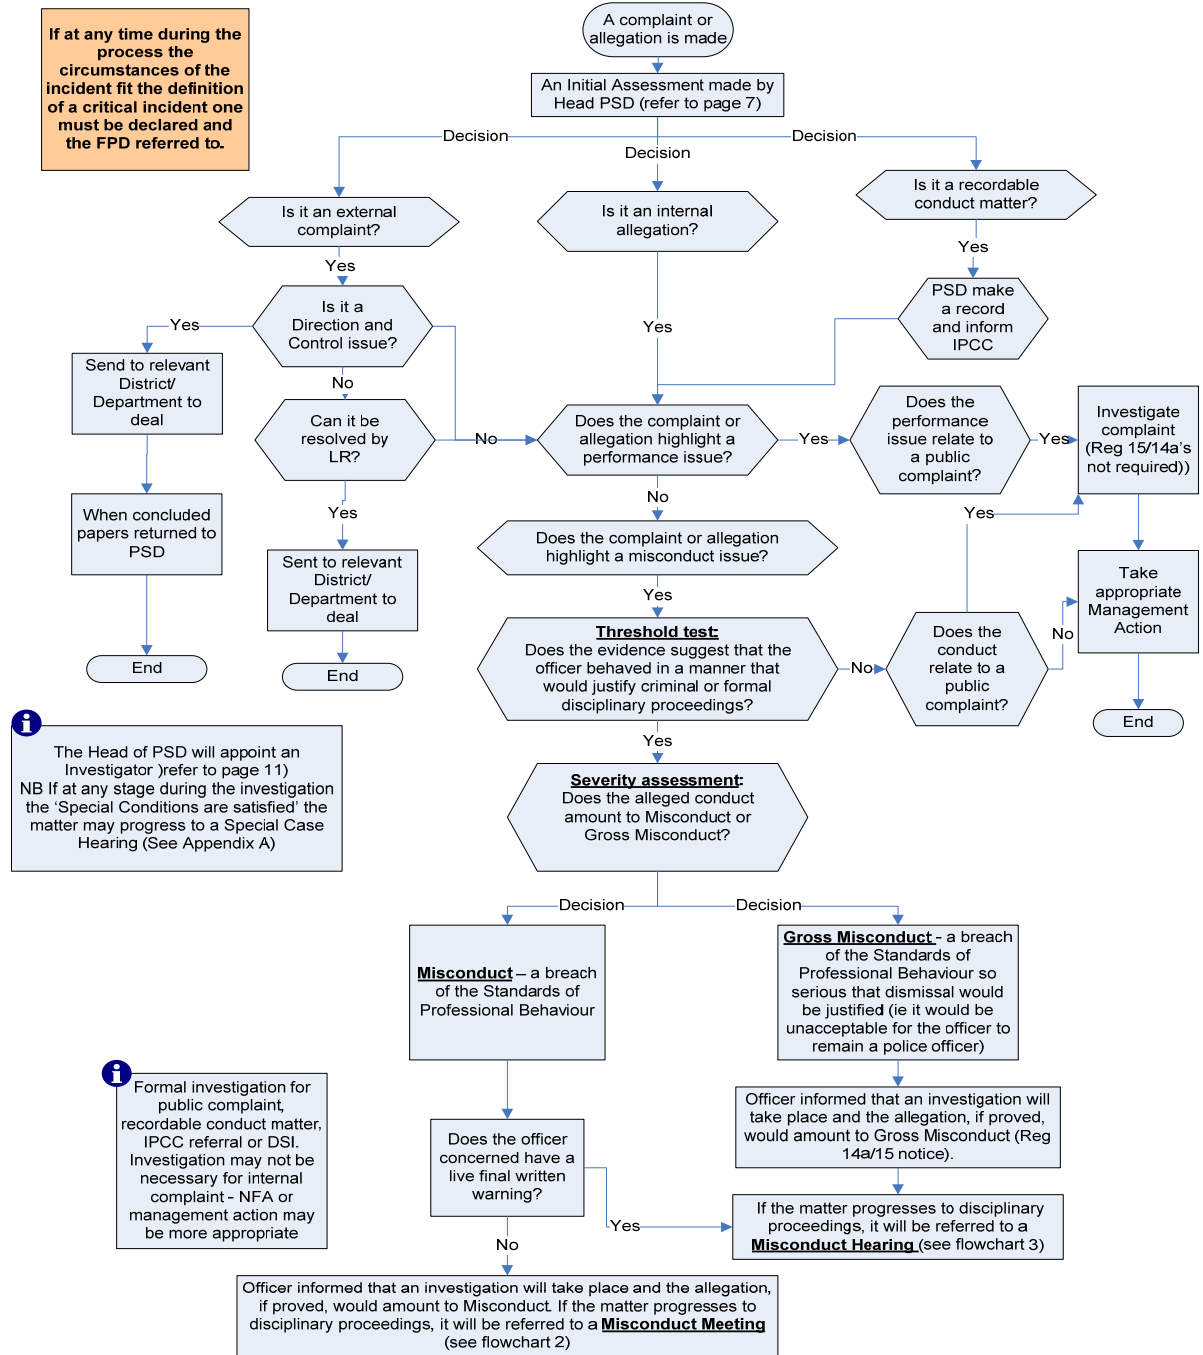 If at any time during the
process the
circumstances of the
incident fit the definition
of a critical incident one
must be declared and
the FPD referred to.
A complaint or
allegation is made
An Initial Assessment made by
Head PSD (refer to page 7)
Decision
Decision
Decision
Is it an external
complaint?
Is it an internal
allegation?
Is it a recordable
conduct matter?
Yes
Yes
Yes
Is it a
Direction and
Control issue?
PSD make
a record
and inform
IPCC
Yes
No
Send to relevant
District/
Department to
deal
Can it be
resolved by
LR?
No
Does the complaint or
allegation highlight a
performance issue?
Yes
Does the
performance
issue relate to
a public
complaint?
Yes
Investigate
complaint
(Reg 15/14a's
not required))
When concluded
papers returned to
PSD
Yes
No
Yes
Does the complaint or allegation
highlight a misconduct issue?
Sent to relevant
District/
Department to
deal
Take
appropriate
Management
Action
Yes
End
End
Threshold test:
Does the evidence suggest that the
officer behaved in a manner that
would justify criminal or formal
disciplinary proceedings?
No
Does the
conduct
relate to a
public
complaint?
No
End
i
The Head of PSD will appoint an
Investigator )refer to page 11)
NB If at any stage during the investigation
the ‘Special Conditions are satisfied’ the
matter may progress to a Special Case
Hearing (See Appendix A)
Yes
Severity assessment:
Does the alleged conduct
amount to Misconduct or
Gross Misconduct?
Decision
Decision
Misconduct – a breach
of the Standards of
Professional Behaviour
Gross Misconduct - a breach
of the Standards of
Professional Behaviour so
serious that dismissal would
be justified (ie it would be
unacceptable for the officer to
remain a police officer)
i
Formal investigation for
public complaint,
recordable conduct matter,
IPCC referral or DSI.
Investigation may not be
necessary for internal
complaint - NFA or
management action may
be more appropriate
Does the officer
concerned have a
live final written
warning?
Officer informed that an investigation will
take place and the allegation, if proved,
would amount to Gross Misconduct (Reg
14a/15 notice).
Yes
If the matter progresses to disciplinary
proceedings, it will be referred to a
Misconduct Hearing (see flowchart 3)
No
Officer informed that an investigation will take place and the allegation,
if proved, would amount to Misconduct. If the matter progresses to
disciplinary proceedings, it will be referred to a Misconduct Meeting
(see flowchart 2)